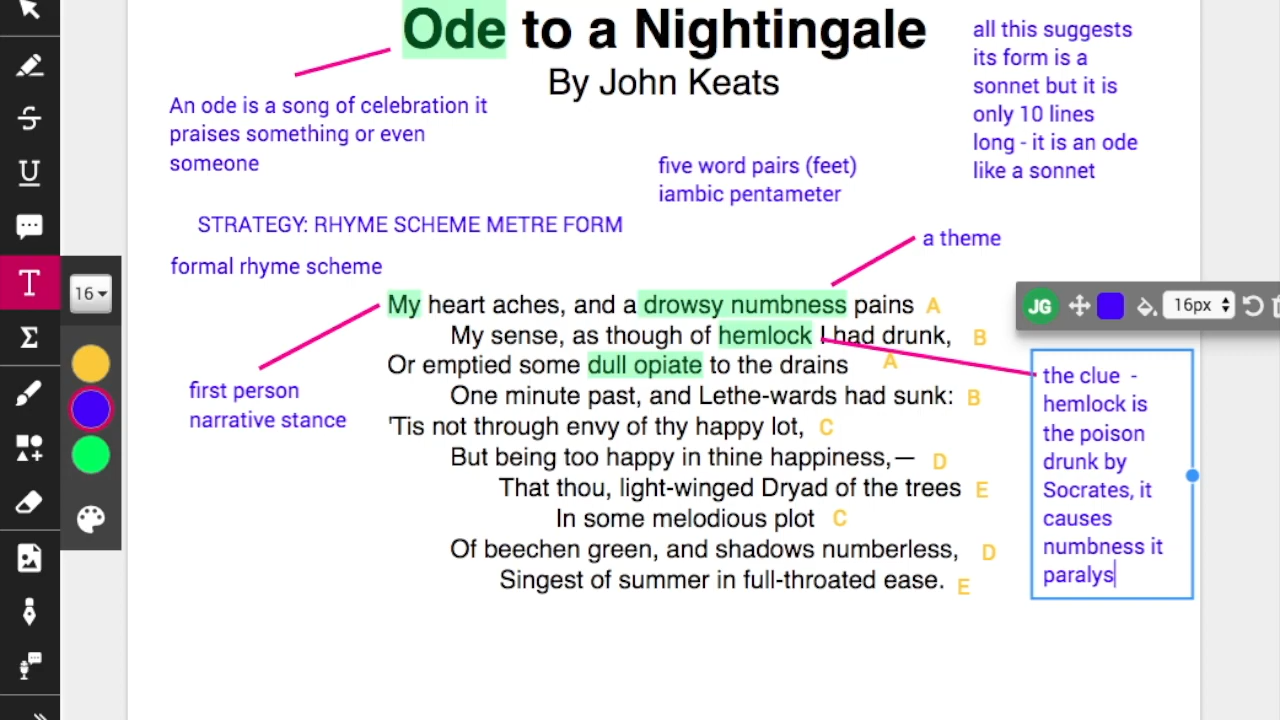 Ode to a Nightingale
By John Keats
all this suggests
its form is a
sonnet but it is
only 10 lines
long - it is an ode
like a sonnet
An ode is a song of celebration it
praises something or even
someone
five word pairs (feet)
iambic pentameter
STRATEGY: RHYME SCHEME METRE FORM
a theme
formal rhyme scheme
My heart aches, and a drowsy numbness pains A
My sense, as though of hemlock I had drunk, B
Or emptied some dull opiate to the drains A
One minute past, and Lethe-wards had sunk: B
'Tis not through envy of thy happy lot, C
But being too happy in thine happiness,— D
That thou, light-winged Dryad of the trees E
In some melodious plot C
Of beechen green, and shadows numberless, D
Singest of summer in full-throated ease. E
first person
narrative stance
the clue -
hemlock is
the poison
drunk by
Socrates, it
causes
numbness it
paralys
JG
16px
T
16